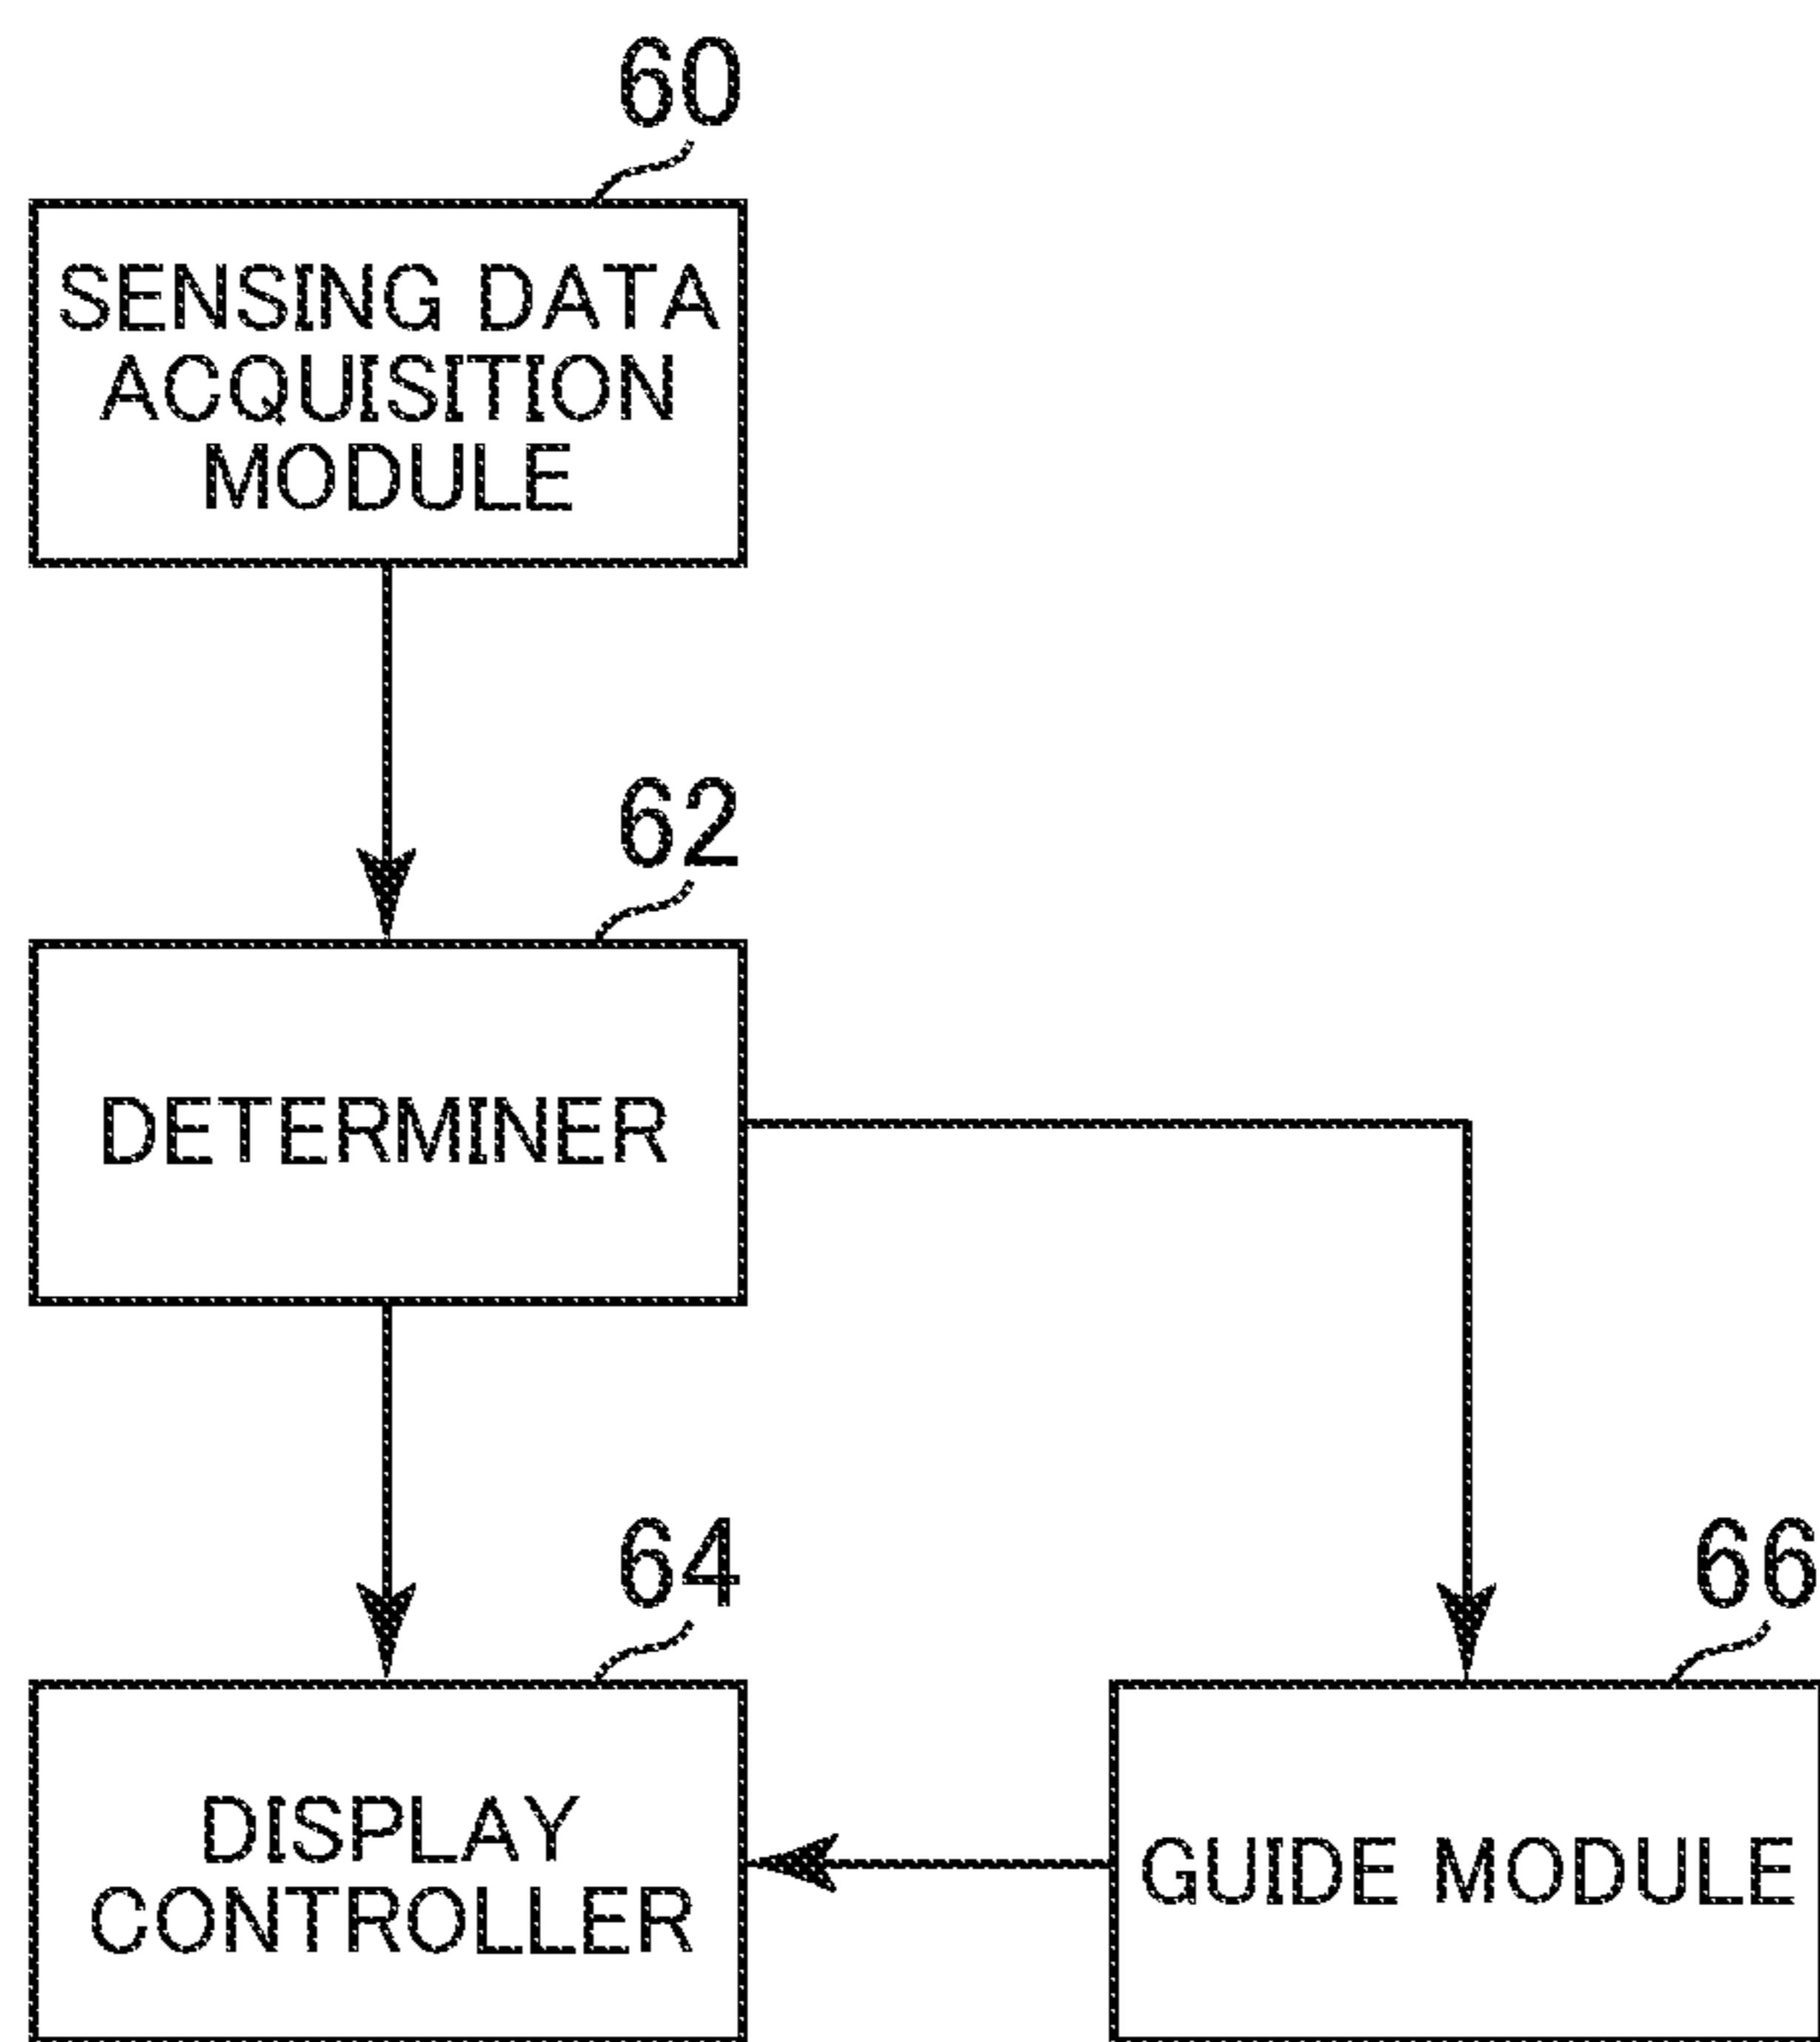 60
SENSING DATA
ACQUISITION
MODULE
62
DETERMINER
64
DISPLAY
CONTROLLER
66
GUIDE MODULE